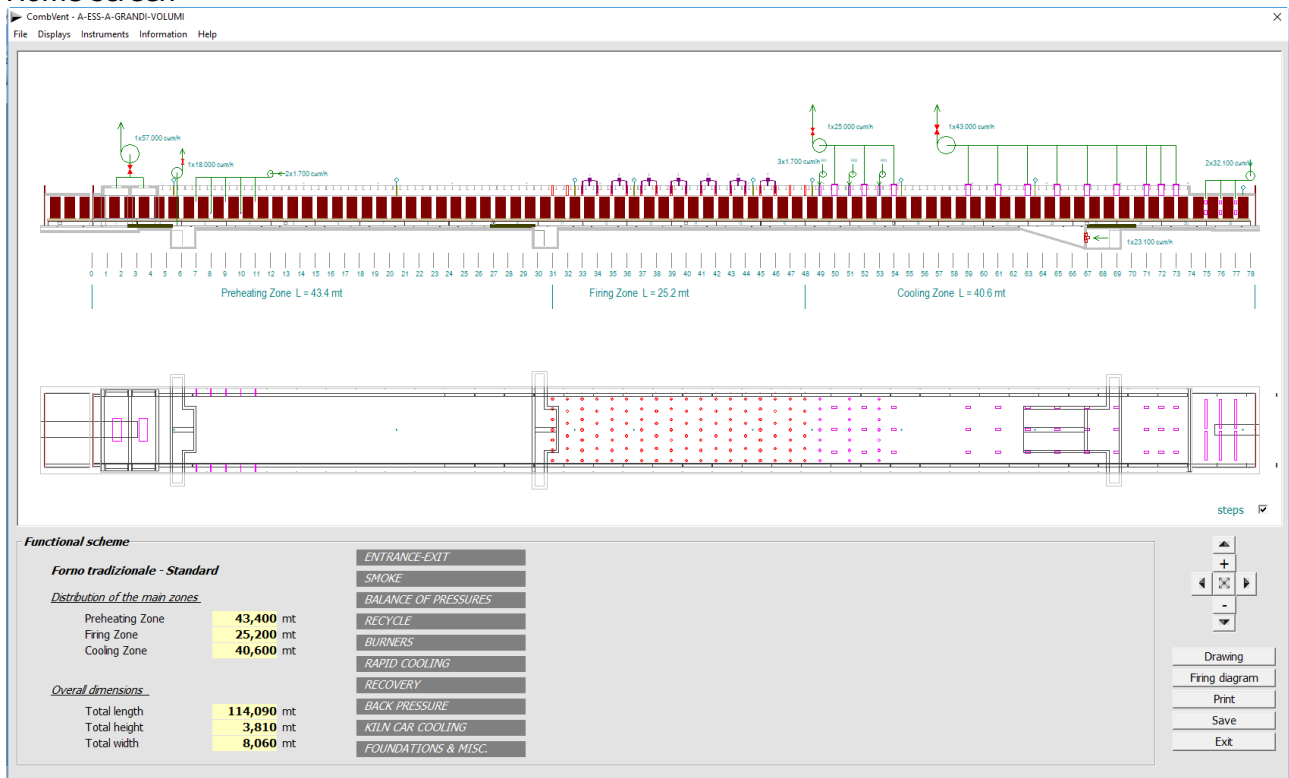 Home screen
CombVent - A-ESS-A-GRANDI-VOLUMI
File Displays Instruments Information Help
1x57.000 cum/h
1x18.000 cum/h
2x1.700 cum/h
1x25.000 cum/h
3x1.700 cum/h
1x43.000 cum/h
2x32.100 cum/h
1x23.100 cum/h
0 1 2 3 4 5 6 7 8 9 10 11 12 13 14 15 16 17 18 19 20 21 22 23 24 25 26 27 28 29 30 31 32 33 34 35 36 37 38 39 40 41 42 43 44 45 46 47 48 49 50 51 52 53 54 55 56 57 58 59 60 61 62 63 64 65 66 67 68 69 70 71 72 73 74 75 76 77 78
Preheating Zone L = 43.4 mt
Firing Zone L = 25.2 mt
Cooling Zone L = 40.6 mt
steps
Functional scheme
Forno tradizionale - Standard
Distribution of the main zones
Preheating Zone 43,400 mt
Firing Zone 25,200 mt
Cooling Zone 40,600 mt
Overall dimensions
Total length 114,090 mt
Total height 3,810 mt
Total width 8,060 mt
ENTRANCE-EXIT
SMOKE
BALANCE OF PRESSURES
RECYCLE
BURNERS
RAPID COOLING
RECOVERY
BACK PRESSURE
KILN CAR COOLING
FOUNDATIONS & MISC.
+
-
Drawing
Firing diagram
Print
Save
Exit